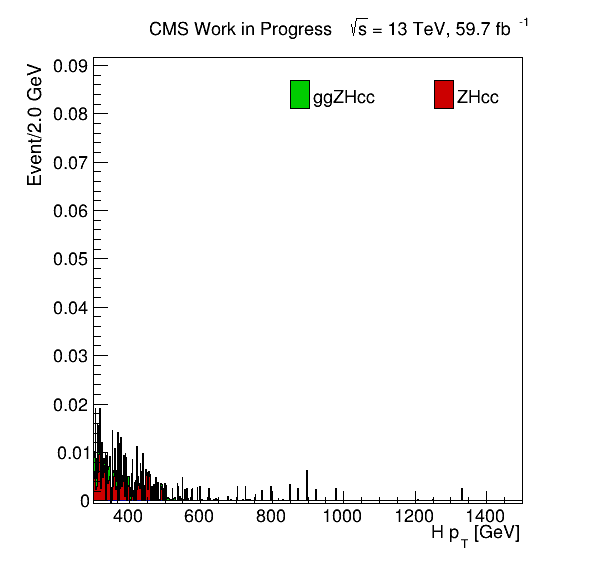 CMS Work in Progress √s = 13 TeV, 59.7 fb⁻¹
Event/2.0 GeV
0.09
0.08
0.07
0.06
0.05
0.04
0.03
0.02
0.01
0
ggZHcc
ZHcc
400 600 800 1000 1200 1400
H p_T [GeV]